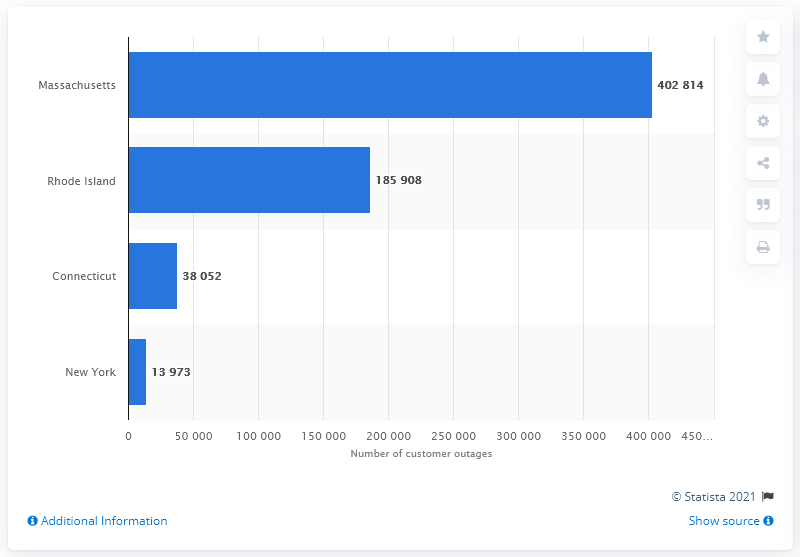 Massachusetts 402 814
Rhode Island 185 908
Connecticut 38 052
New York 13 973
0 50 000 100 000 150 000 200 000 250 000 300 000 350 000 400 000 450...
Number of customer outages
© Statista 2021
Additional Information Show source